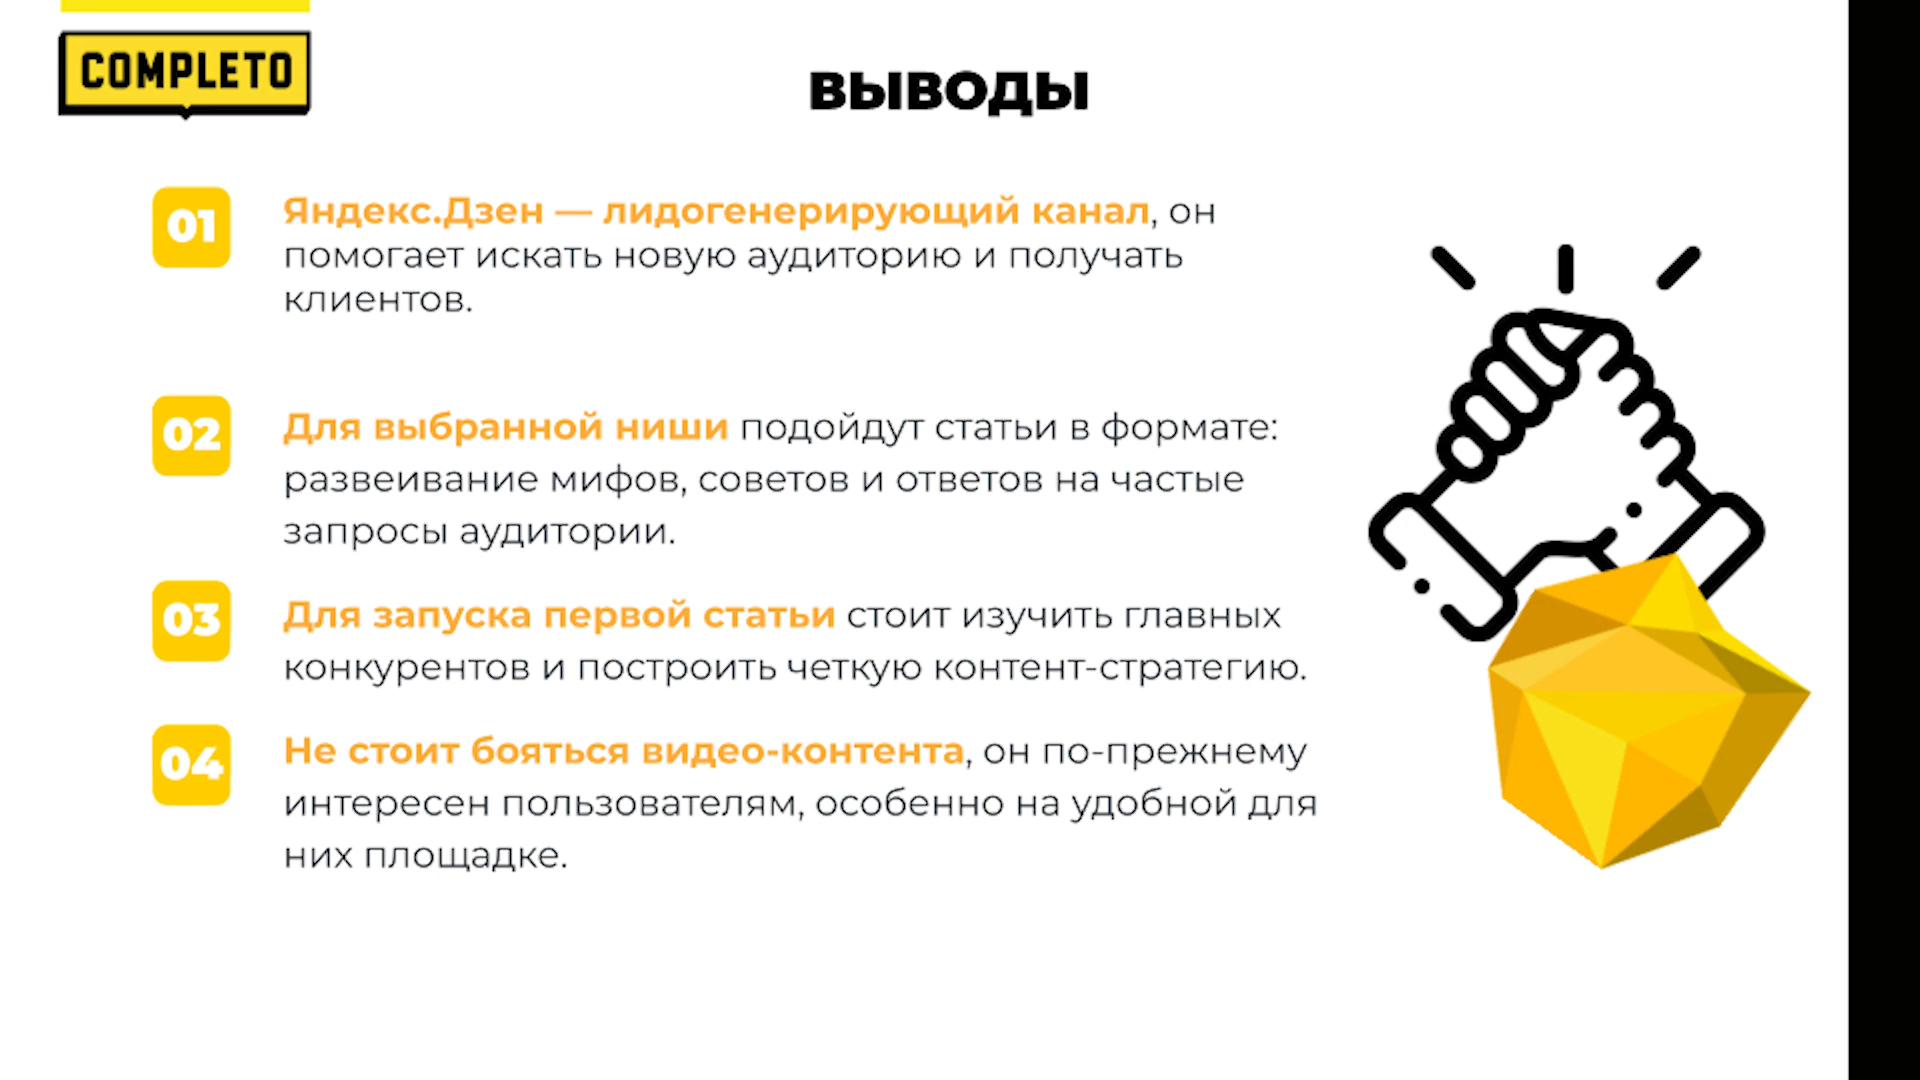 COMPLETO
ВЫВОДЫ
01
Яндекс.Дзен — лидогенерирующий канал, он
помогает искать новую аудиторию и получать
клиентов.
02
Для выбранной ниши подойдут статьи в формате:
развеивание мифов, советов и ответов на частые
запросы аудитории.
03
Для запуска первой статьи стоит изучить главных
конкурентов и построить четкую контент-стратегию.
04
Не стоит бояться видео-контента, он по-прежнему
интересен пользователям, особенно на удобной для
них площадке.